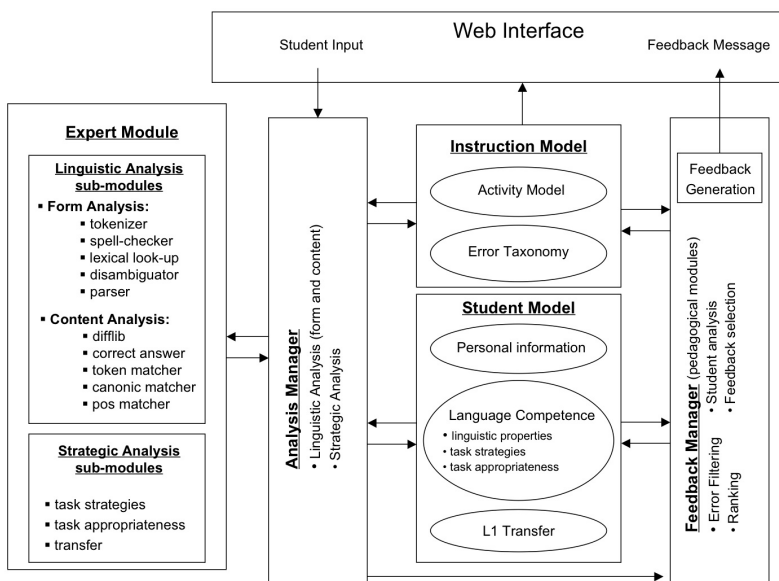 Web Interface
Student Input
Feedback Message
Expert Module
Linguistic Analysis
sub-modules
▪ Form Analysis:
▪ tokenizer
▪ spell-checker
▪ lexical look-up
▪ disambiguator
▪ parser
▪ Content Analysis:
▪ difflib
▪ correct answer
▪ token matcher
▪ canonic matcher
▪ pos matcher
Strategic Analysis
sub-modules
▪ task strategies
▪ task appropriateness
▪ transfer
Analysis Manager
• Linguistic Analysis (form and content)
• Strategic Analysis
Instruction Model
Activity Model
Error Taxonomy
Student Model
Personal information
Language Competence
• linguistic properties
• task strategies
• task appropriateness
L1 Transfer
Feedback
Generation
Feedback Manager (pedagogical modules)
• Error Filtering
• Student analysis
• Ranking
• Feedback selection